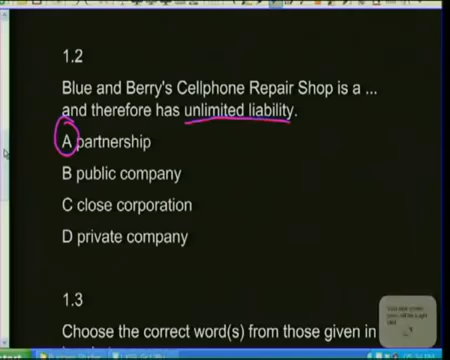 1.2
Blue and Berry's Cellphone Repair Shop is a ...
and therefore has unlimited liability.
A partnership
B public company
C close corporation
D private company
1.3
Choose the correct word(s) from those given in